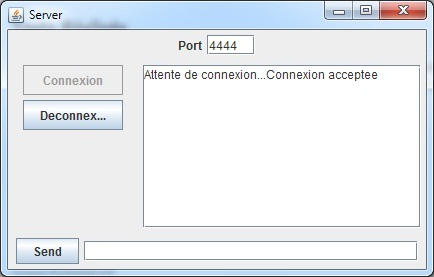 Server
Port 4444
Connexion
Attente de connexion...Connexion acceptee
Deconnex...
Send